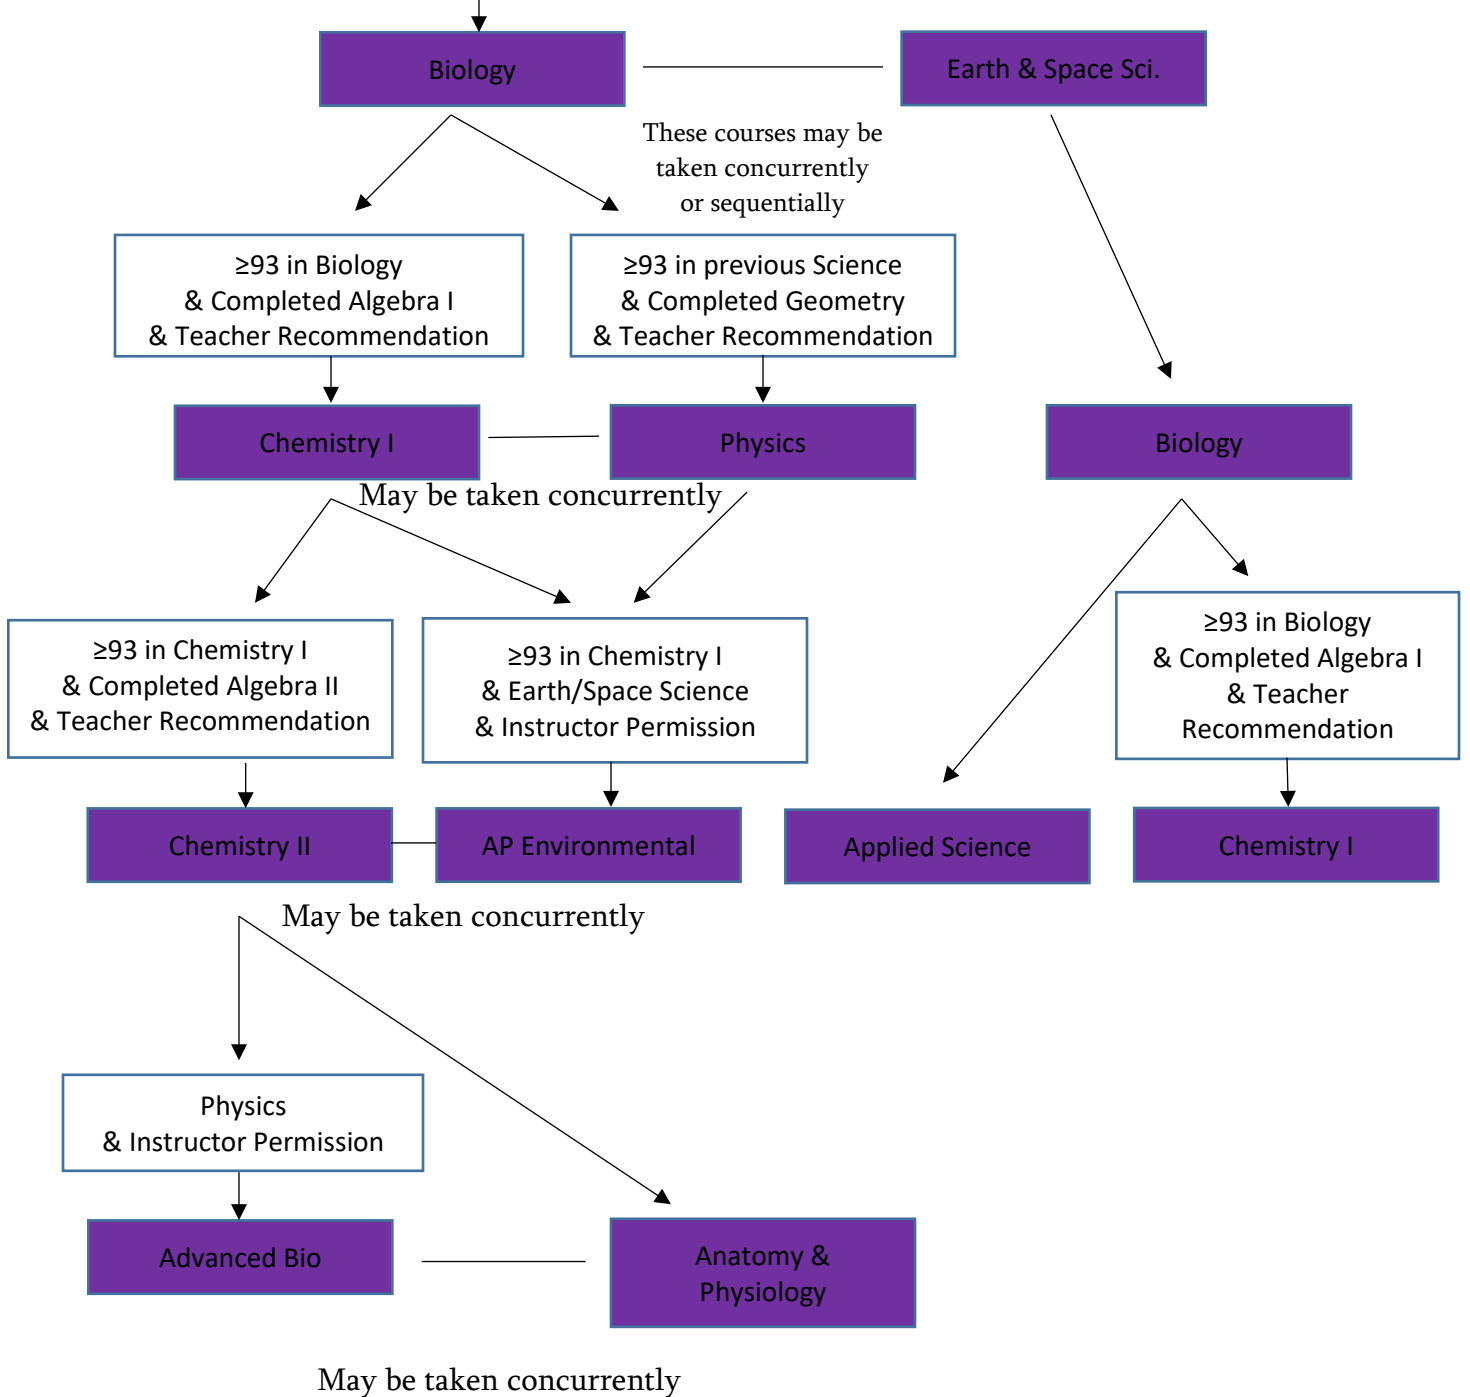 Biology
Earth & Space Sci.
These courses may be
taken concurrently
or sequentially
≥93 in Biology
& Completed Algebra I
& Teacher Recommendation
≥93 in previous Science
& Completed Geometry
& Teacher Recommendation
Chemistry I
Physics
Biology
May be taken concurrently
≥93 in Chemistry I
& Completed Algebra II
& Teacher Recommendation
≥93 in Chemistry I
& Earth/Space Science
& Instructor Permission
≥93 in Biology
& Completed Algebra I
& Teacher
Recommendation
Chemistry II
AP Environmental
Applied Science
Chemistry I
May be taken concurrently
Physics
& Instructor Permission
Advanced Bio
Anatomy &
Physiology
May be taken concurrently